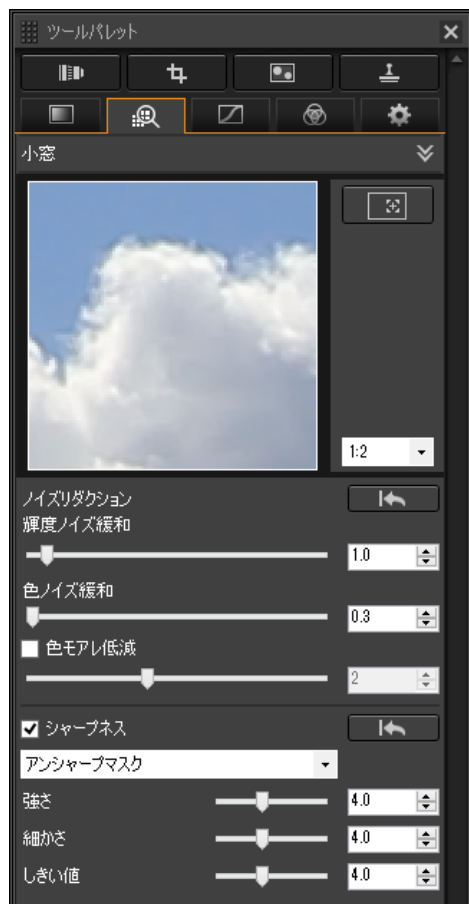 ツールパレット
小窓
1:2
ノイズリダクション
輝度ノイズ緩和
1.0
色ノイズ緩和
0.3
色モアレ低減
2
シャープネス
アンシャープマスク
強さ
4.0
細かさ
4.0
しきい値
4.0